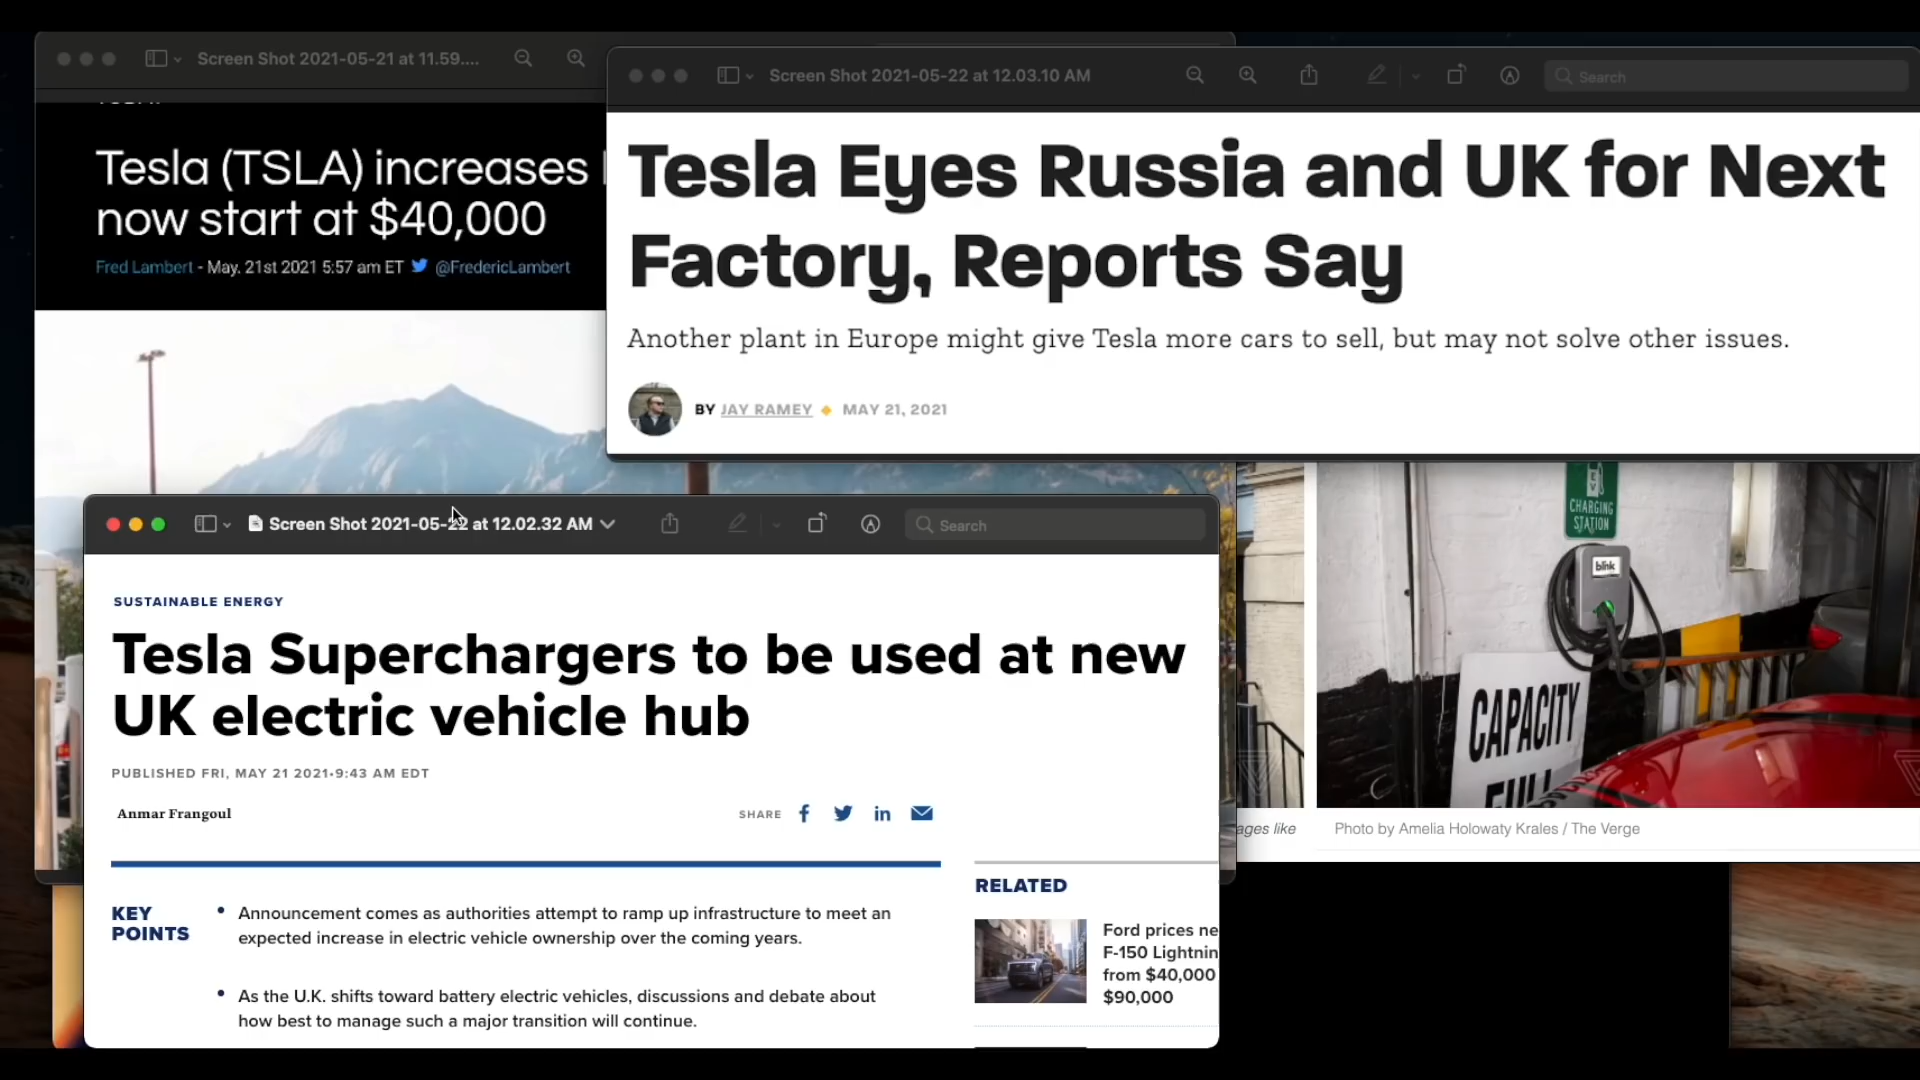 Screen Shot 2021-05-21 at 11.59....
Tesla (TSLA) increases
now start at $40,000
Fred Lambert - May. 21st 2021 5:57 am ET @FredericLambert
Screen Shot 2021-05-22 at 12.03.10 AM
Search
Tesla Eyes Russia and UK for Next
Factory, Reports Say
Another plant in Europe might give Tesla more cars to sell, but may not solve other issues.
BY JAY RAMEY MAY 21, 2021
Screen Shot 2021-05-22 at 12.02.32 AM
Search
SUSTAINABLE ENERGY
Tesla Superchargers to be used at new
UK electric vehicle hub
PUBLISHED FRI, MAY 21 2021•9:43 AM EDT
Anmar Frangoul
SHARE
KEY
POINTS
• Announcement comes as authorities attempt to ramp up infrastructure to meet an
expected increase in electric vehicle ownership over the coming years.
• As the U.K. shifts toward battery electric vehicles, discussions and debate about
how best to manage such a major transition will continue.
RELATED
Ford prices ne
F-150 Lightnin
from $40,000
$90,000
EV
CHARGING
STATION
blink
CAPACITY
FULL
ages like
Photo by Amelia Holowaty Krales / The Verge